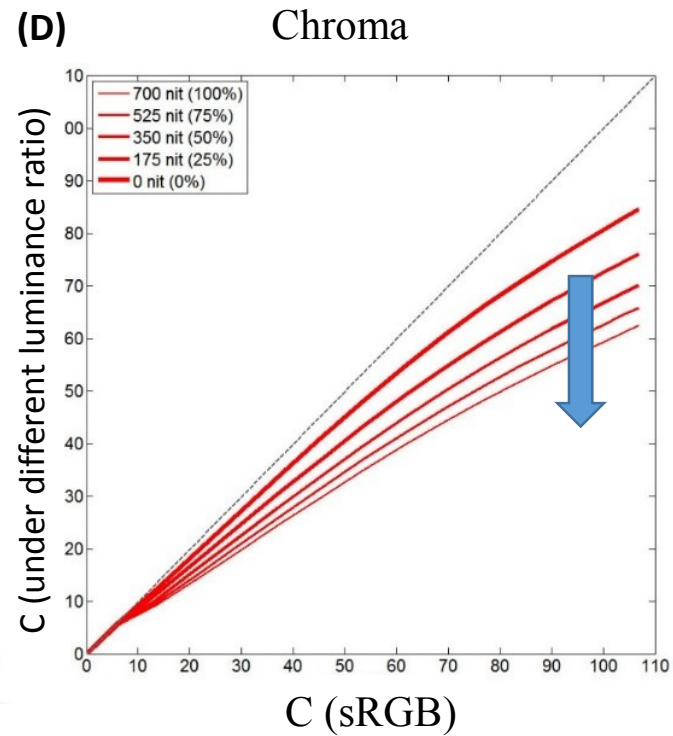 (D) Chroma
10
00
90
80
70
60
50
40
30
20
10
0
700 nit (100%)
525 nit (75%)
350 nit (50%)
175 nit (25%)
0 nit (0%)
C (under different luminance ratio)
0 10 20 30 40 50 60 70 80 90 100 110
C (sRGB)